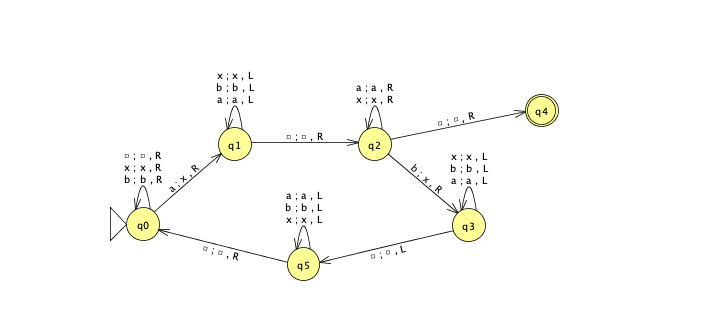 x ; x , L
b ; b , L
a ; a , L
a ; a , R
x ; x , R
q4
□ ; □ , R
q1
□ ; □ , R
q2
□ ; □ , R
x ; x , R
b ; b , R
a ; x , R
b ; x , R
x ; x , L
b ; b , L
a ; a , L
a ; a , L
b ; b , L
x ; x , L
q0
q3
□ ; □ , R
□ ; □ , L
q5